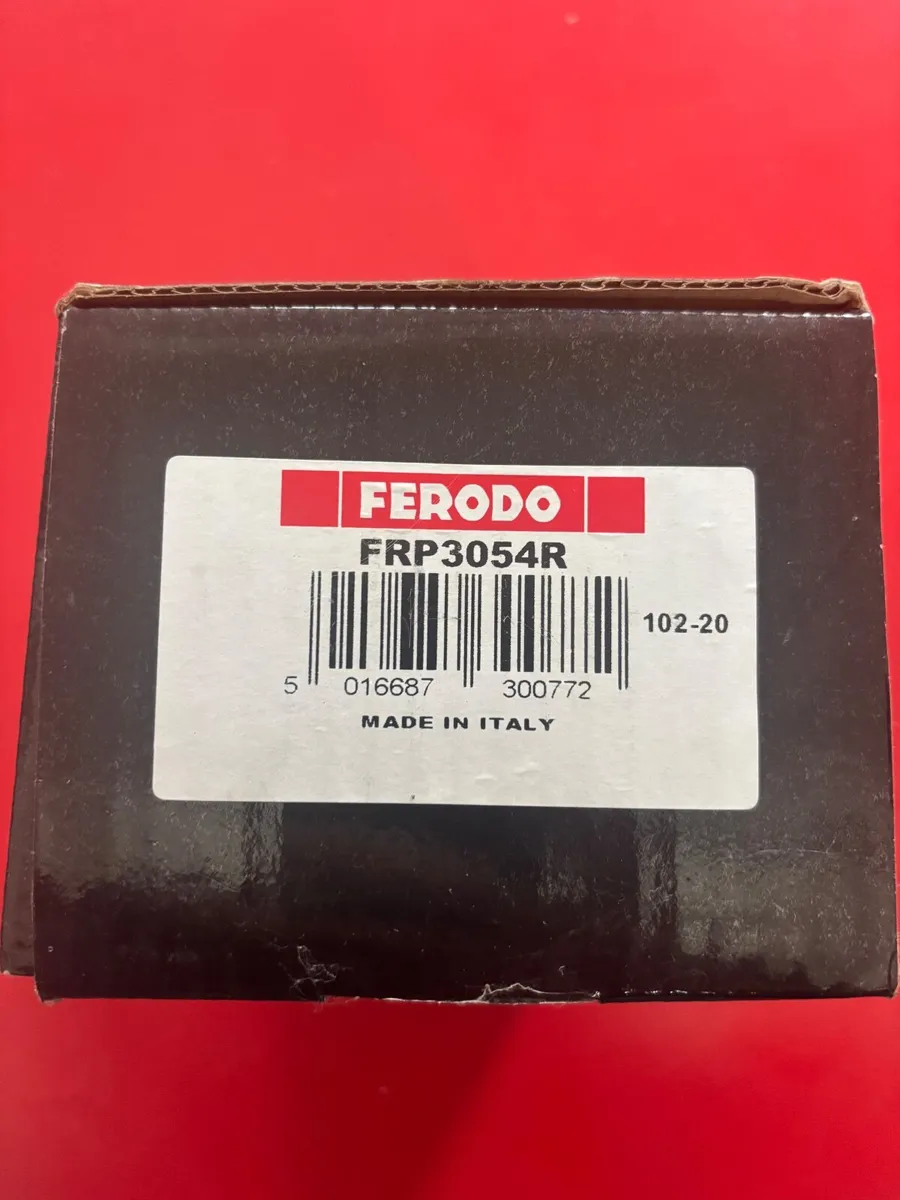 FERODO
FRP3054R
102-20
5 016687 300772
MADE IN ITALY